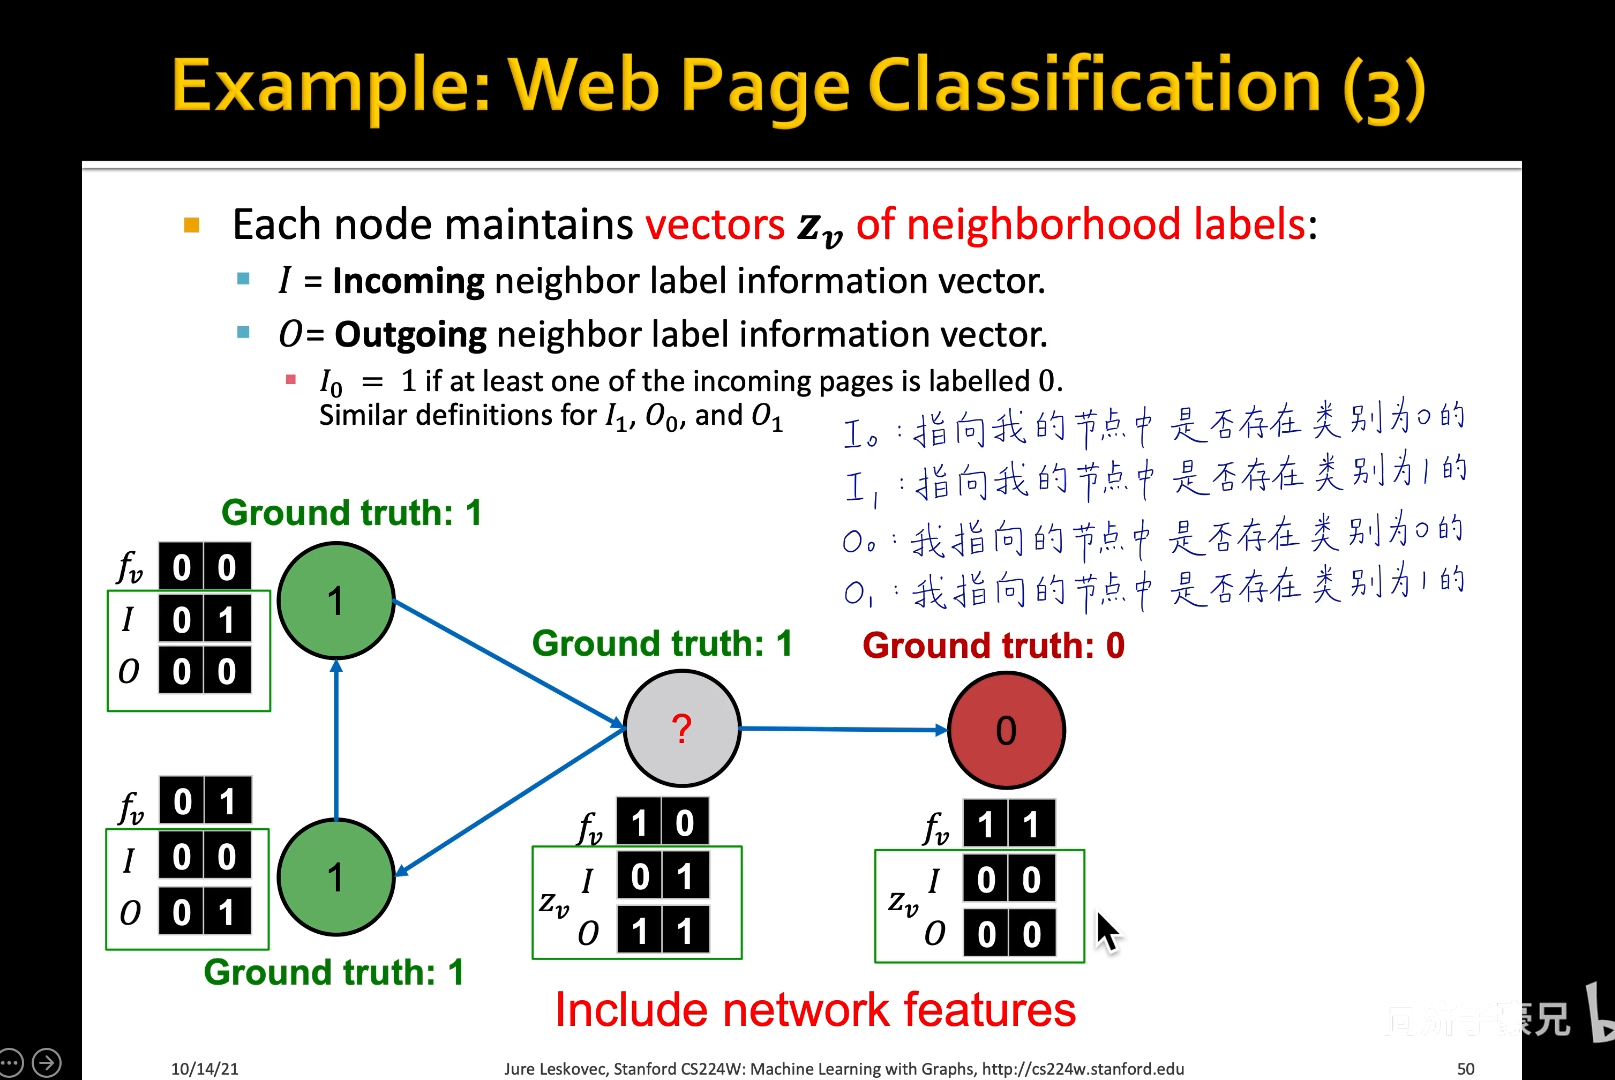 Example: Web Page Classification (3)
Each node maintains vectors z_v of neighborhood labels:
I = Incoming neighbor label information vector.
O= Outgoing neighbor label information vector.
I_0 = 1 if at least one of the incoming pages is labelled 0.
Similar definitions for I_1, O_0, and O_1
I_0 : 指向我的节点中是否存在类别为0的
I_1 : 指向我的节点中是否存在类别为1的
O_0 : 我指向的节点中是否存在类别为0的
O_1 : 我指向的节点中是否存在类别为1的
Ground truth: 1
f_v 0 0
I 0 1
O 0 0
1
Ground truth: 1
?
Ground truth: 0
0
f_v 0 1
I 0 0
O 0 1
1
Ground truth: 1
f_v 1 0
z_v
I 0 1
O 1 1
f_v 1 1
z_v
I 0 0
O 0 0
Include network features
同济子豪兄
10/14/21
Jure Leskovec, Stanford CS224W: Machine Learning with Graphs, http://cs224w.stanford.edu
50